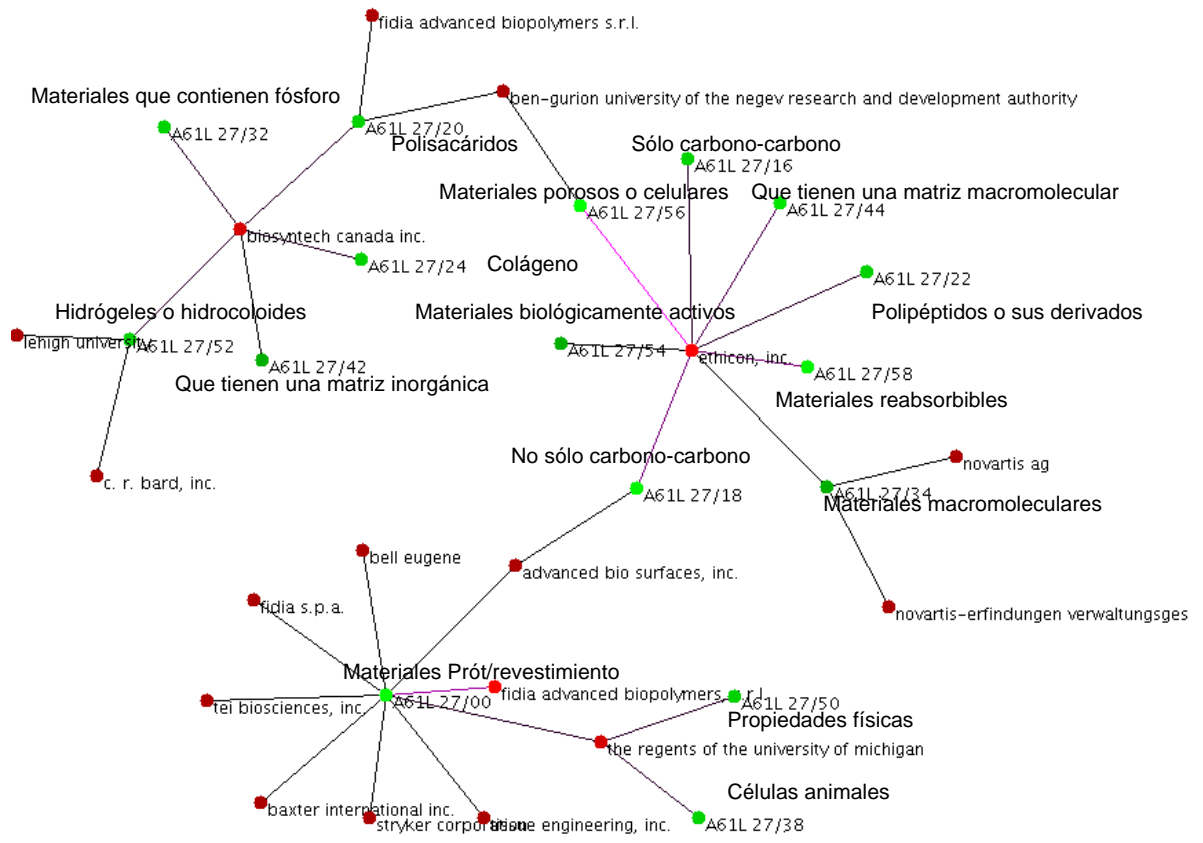 fidia advanced biopolymers s.r.l.
Materiales que contienen fósforo
ben-gurion university of the negev research and development authority
A61L 27/32
A61L 27/20
Polisacáridos
Sólo carbono-carbono
A61L 27/16
Materiales porosos o celulares
Que tienen una matriz macromolecular
A61L 27/56
A61L 27/44
biosyntech canada inc.
Colágeno
A61L 27/24
A61L 27/22
Hidrógeles o hidrocoloides
Materiales biológicamente activos
Polipéptidos o sus derivados
lehigh university
A61L 27/52
A61L 27/54
ethicon, inc.
A61L 27/42
Que tienen una matriz inorgánica
A61L 27/58
Materiales reabsorbibles
No sólo carbono-carbono
novartis ag
c. r. bard, inc.
A61L 27/18
A61L 27/34
Materiales macromoleculares
bell eugene
advanced bio surfaces, inc.
fidia s.p.a.
novartis-erfindungen verwaltungsges
Materiales Prót/revestimiento
fidia advanced biopolymers s.r.l.
tei biosciences, inc.
A61L 27/00
A61L 27/50
Propiedades físicas
the regents of the university of michigan
Células animales
baxter international inc.
stryker corporation
tissue engineering, inc.
A61L 27/38